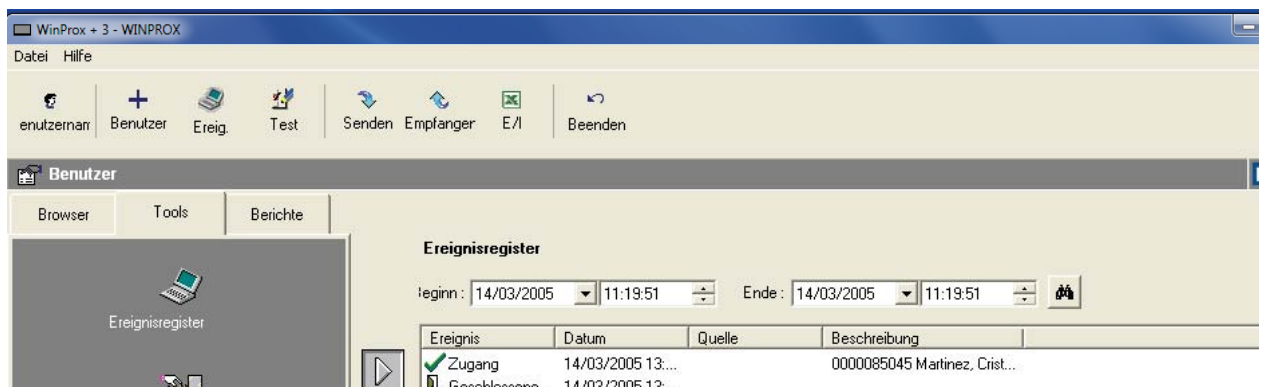 WinProx + 3 - WINPROX
Datei Hilfe
enutzernam Benutzer Ereig. Test Senden Empfanger E/I Beenden
Benutzer
Browser Tools Berichte
Ereignisregister
eginn : 14/03/2005 11:19:51 Ende : 14/03/2005 11:19:51
Ereignisregister
Ereignis Datum Quelle Beschreibung
Zugang 14/03/2005 13:... 0000085045 Martinez, Crist...
14/03/2005 13:...